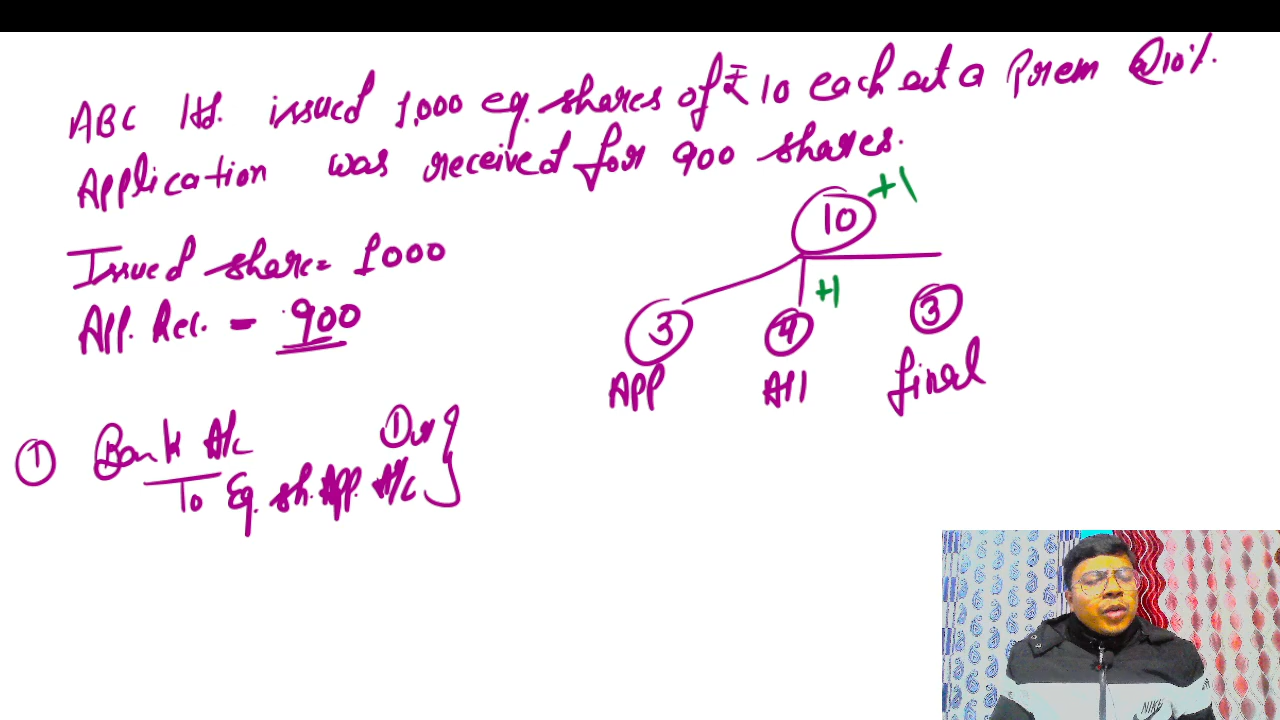 ABC ltd. issued 1,000 eq. shares of ₹10 each at a Prem @10%.
Application was received for 900 shares.
Issued share = 1000
App. Rec. - 900
10 +1
+1
3 4 3
APP All final
① Bank A/c Dr
To Eq. sh. App. A/c
NIKE